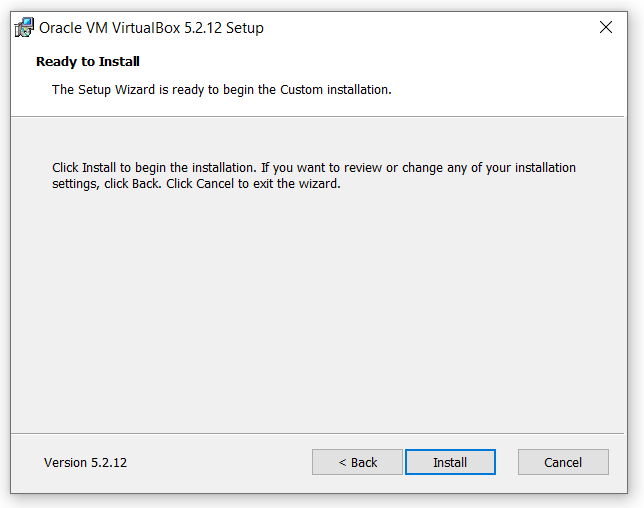 Oracle VM VirtualBox 5.2.12 Setup
Ready to Install
The Setup Wizard is ready to begin the Custom installation.
Click Install to begin the installation. If you want to review or change any of your installation
settings, click Back. Click Cancel to exit the wizard.
Version 5.2.12
< Back
Install
Cancel